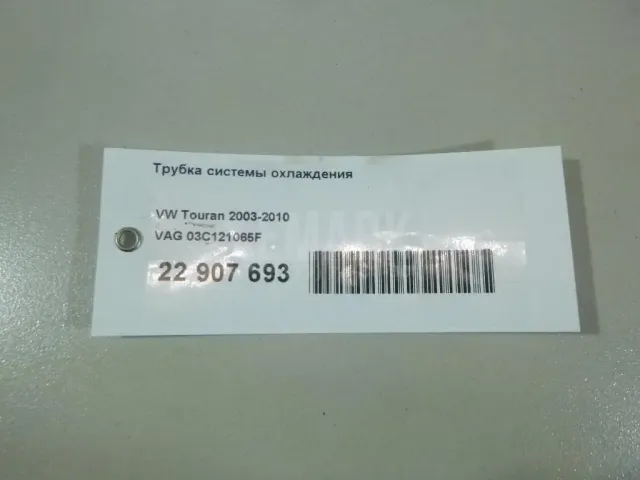 Трубка системы охлаждения
VW Touran 2003-2010
VAG 03C121065F
22 907 693